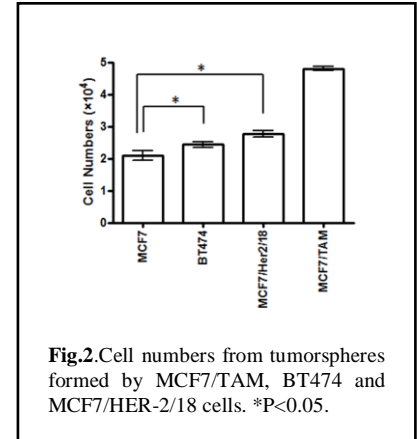 Cell Numbers (×10⁴)
5
4
3
2
1
0
*
*
MCF7
BT474
MCF7/Her2/18
MCF7/TAM
Fig.2.Cell numbers from tumorspheres
formed by MCF7/TAM, BT474 and
MCF7/HER-2/18 cells. *P<0.05.